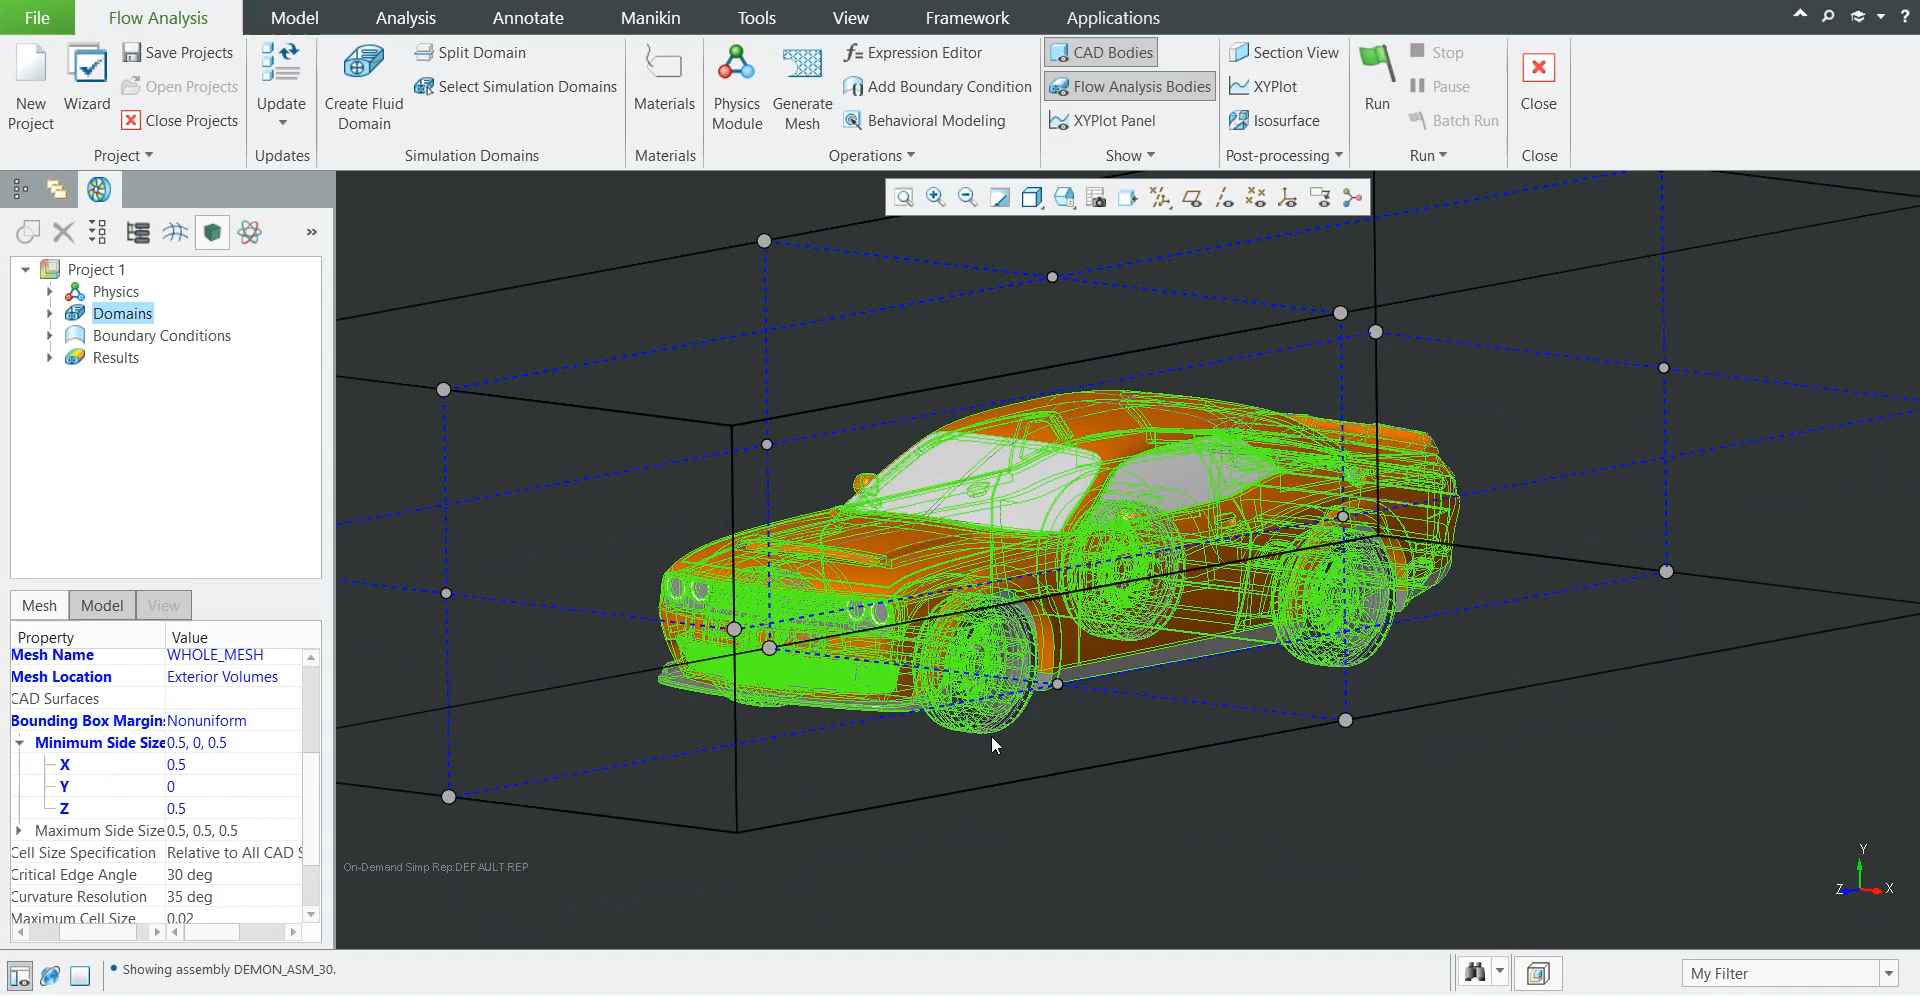 File Flow Analysis Model Analysis Annotate Manikin Tools View Framework Applications ?
New Project
Wizard
Save Projects
Open Projects
Close Projects
Project
Update
Updates
Create Fluid Domain
Split Domain
Select Simulation Domains
Simulation Domains
Materials
Materials
Physics Module
Generate Mesh
Expression Editor
Add Boundary Condition
Behavioral Modeling
Operations
CAD Bodies
Flow Analysis Bodies
XYPlot Panel
Show
Section View
XYPlot
Isosurface
Post-processing
Run
Stop
Pause
Batch Run
Run
Close
Close
Project 1
Physics
Domains
Boundary Conditions
Results
Mesh Model View
Property Value
Mesh Name WHOLE_MESH
Mesh Location Exterior Volumes
CAD Surfaces
Bounding Box Margin: Nonuniform
Minimum Side Size 0.5, 0, 0.5
X 0.5
Y 0
Z 0.5
Maximum Side Size 0.5, 0.5, 0.5
Cell Size Specification Relative to All CAD S
Critical Edge Angle 30 deg
Curvature Resolution 35 deg
Maximum Cell Size 0.02
On-Demand Simp Rep:DEFAULT REP
Y
Z X
Showing assembly DEMON_ASM_30.
My Filter